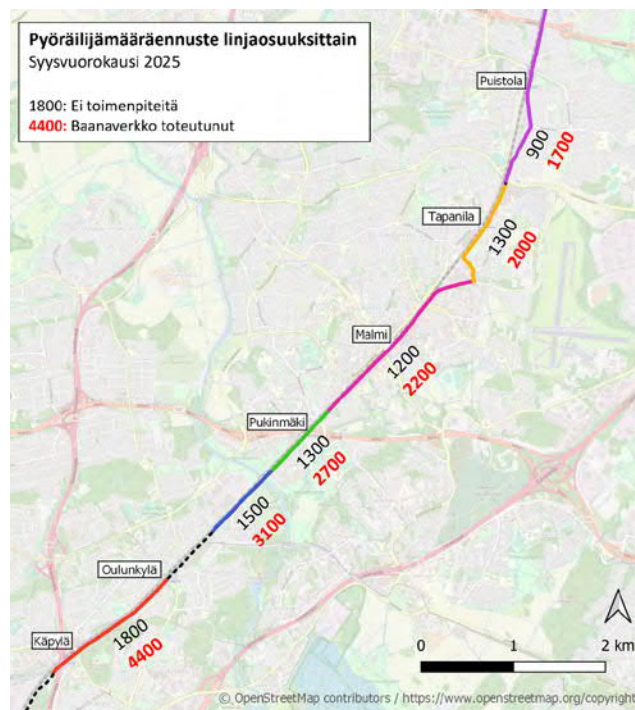 Pyöräilijämääräennuste linjaosuuksittain
Syysvuorokausi 2025
1800: Ei toimenpiteitä
4400: Baanaverkko toteutunut
Puistola
900
1700
Tapanila
1300
2000
Malmi
1200
2200
Pukinmäki
1300
2700
1500
3100
Oulunkylä
1800
4400
Käpylä
0 1 2 km
© OpenStreetMap contributors / https://www.openstreetmap.org/copyright